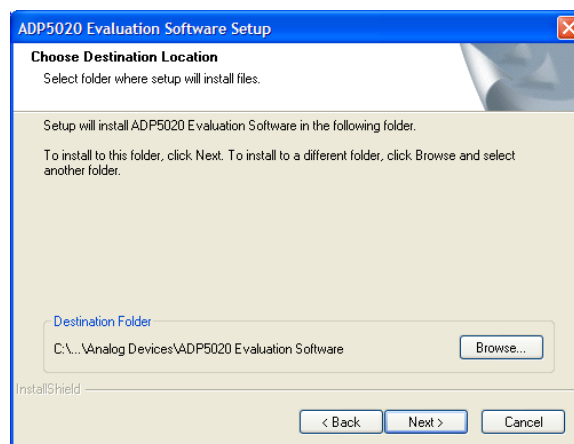 ADP5020 Evaluation Software Setup
Choose Destination Location
Select folder where setup will install files.
Setup will install ADP5020 Evaluation Software in the following folder.
To install to this folder, click Next. To install to a different folder, click Browse and select
another folder.
Destination Folder
C:\...\Analog Devices\ADP5020 Evaluation Software
Browse...
InstallShield
< Back
Next >
Cancel